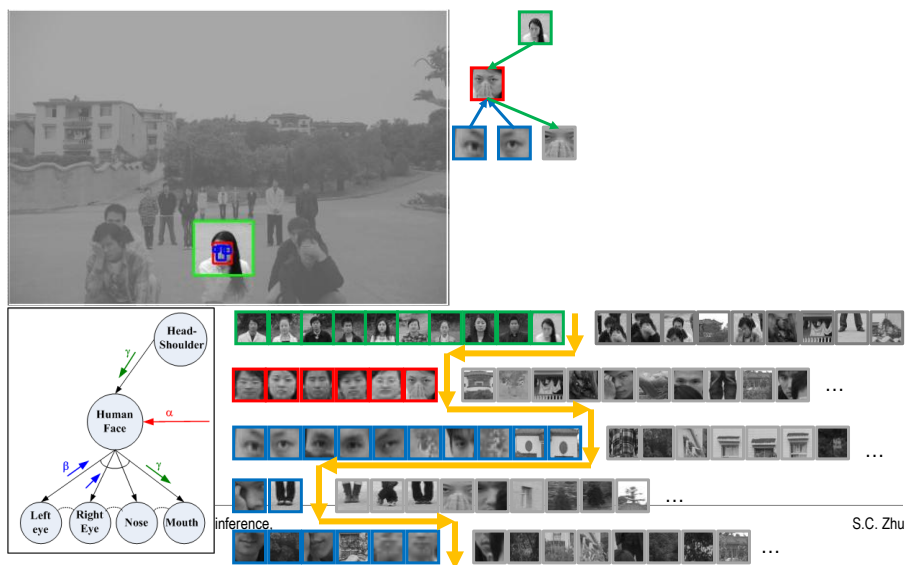 Head-
Shoulder
γ
Human
Face
α
β
γ
Left
eye
Right
Eye
Nose
Mouth
...
...
...
...
...
inference.
S.C. Zhu